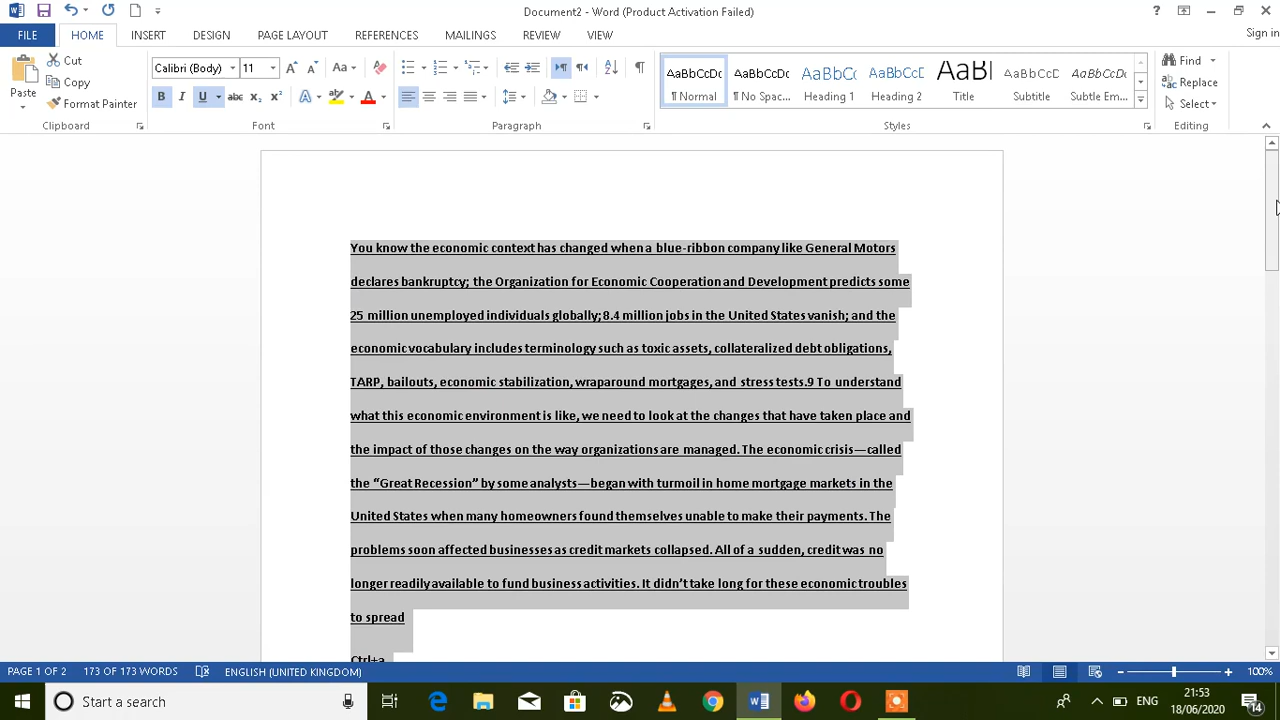 Document2 - Word (Product Activation Failed)
FILE HOME INSERT DESIGN PAGE LAYOUT REFERENCES MAILINGS REVIEW VIEW Sign in
Paste
Cut
Copy
Format Painter
Clipboard
Calibri (Body) 11
Font
Paragraph
AaBbCcDc AaBbCcDc AaBbCc AaBbCcD AaBl AaBbCcD AaBbCcDc
¶ Normal ¶ No Spac... Heading 1 Heading 2 Title Subtitle Subtle Em...
Styles
Find
Replace
Select
Editing
You know the economic context has changed when a blue-ribbon company like General Motors
declares bankruptcy; the Organization for Economic Cooperation and Development predicts some
25 million unemployed individuals globally; 8.4 million jobs in the United States vanish; and the
economic vocabulary includes terminology such as toxic assets, collateralized debt obligations,
TARP, bailouts, economic stabilization, wraparound mortgages, and stress tests.9 To understand
what this economic environment is like, we need to look at the changes that have taken place and
the impact of those changes on the way organizations are managed. The economic crisis—called
the “Great Recession” by some analysts—began with turmoil in home mortgage markets in the
United States when many homeowners found themselves unable to make their payments. The
problems soon affected businesses as credit markets collapsed. All of a sudden, credit was no
longer readily available to fund business activities. It didn’t take long for these economic troubles
to spread
Ctrl+a
PAGE 1 OF 2 173 OF 173 WORDS ENGLISH (UNITED KINGDOM) 100%
Start a search
ENG
21:53
18/06/2020
14